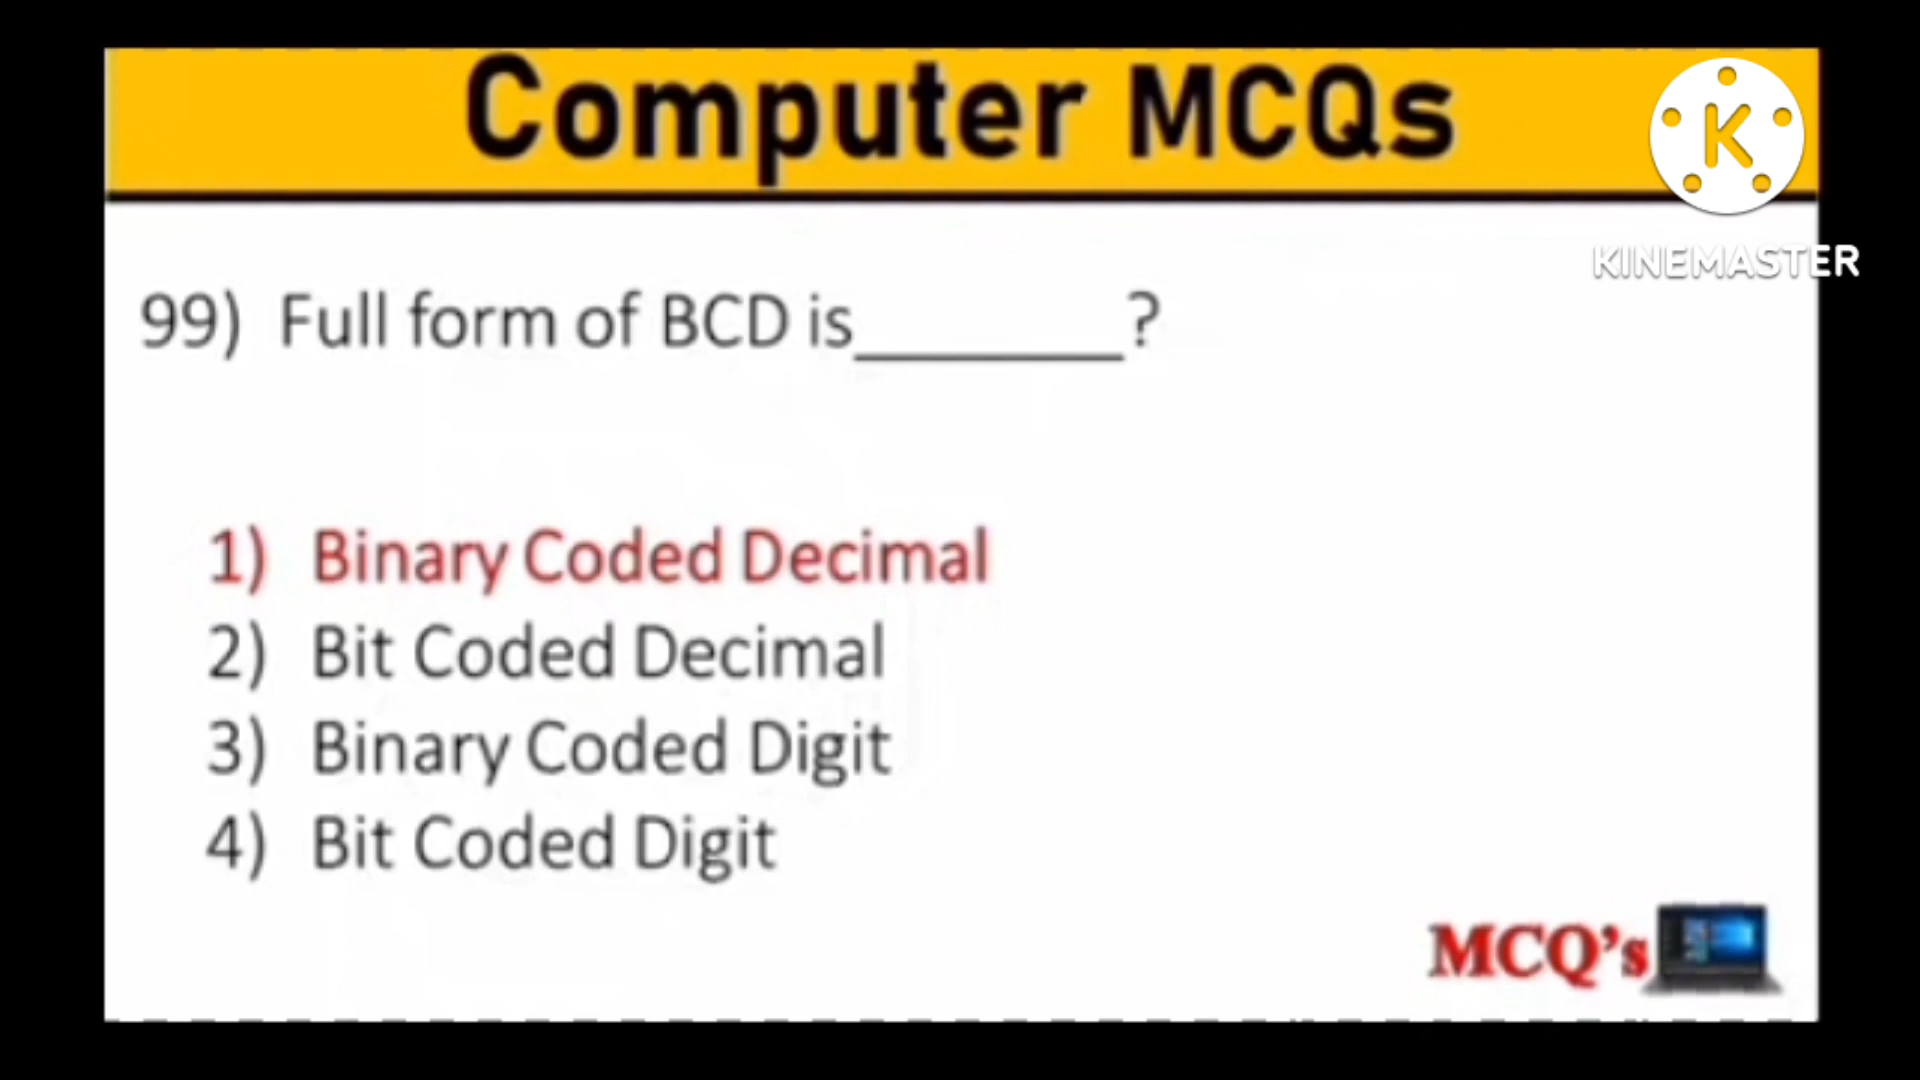 Computer MCQs
K
KINEMASTER
99) Full form of BCD is________?
1) Binary Coded Decimal
2) Bit Coded Decimal
3) Binary Coded Digit
4) Bit Coded Digit
MCQ's